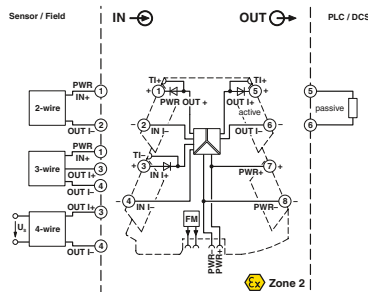 Sensor / Field
IN
OUT
PLC / DCS
PWR
IN+
1
2-wire
OUT I–
2
PWR
IN+
1
3-wire
OUT I+
3
OUT I–
4
OUT I+
3
4-wire
OUT I–
4
TI+
+
1
PWR OUT +
–
2
IN I–
TI–
+
3
IN I+
–
4
IN I–
TI+
5
+
OUT I+
active
6
–
OUT I–
7
+
PWR+
8
–
PWR–
FM
PWR–
PWR+
5
passive
6
Ex Zone 2